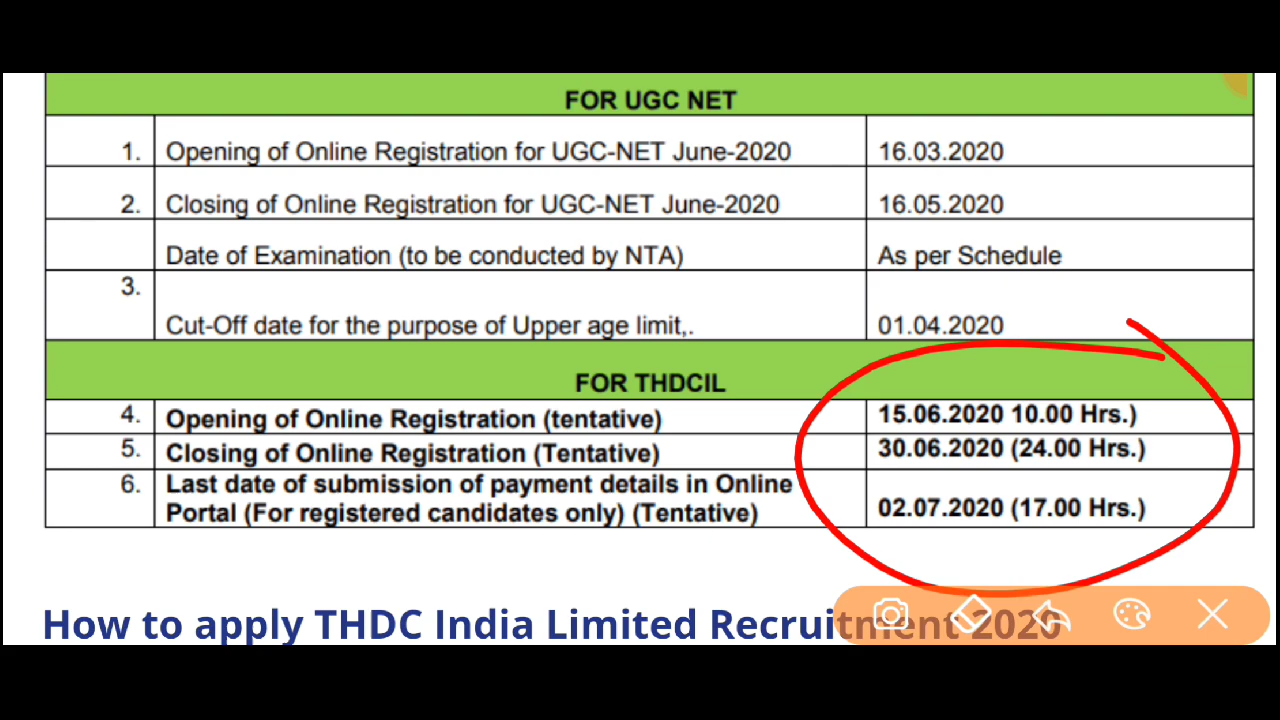 FOR UGC NET
1. Opening of Online Registration for UGC-NET June-2020 16.03.2020
2. Closing of Online Registration for UGC-NET June-2020 16.05.2020
Date of Examination (to be conducted by NTA) As per Schedule
3.
Cut-Off date for the purpose of Upper age limit,. 01.04.2020
FOR THDCIL
4. Opening of Online Registration (tentative) 15.06.2020 10.00 Hrs.)
5. Closing of Online Registration (Tentative) 30.06.2020 (24.00 Hrs.)
6. Last date of submission of payment details in Online
Portal (For registered candidates only) (Tentative) 02.07.2020 (17.00 Hrs.)
How to apply THDC India Limited Recruitment 2020